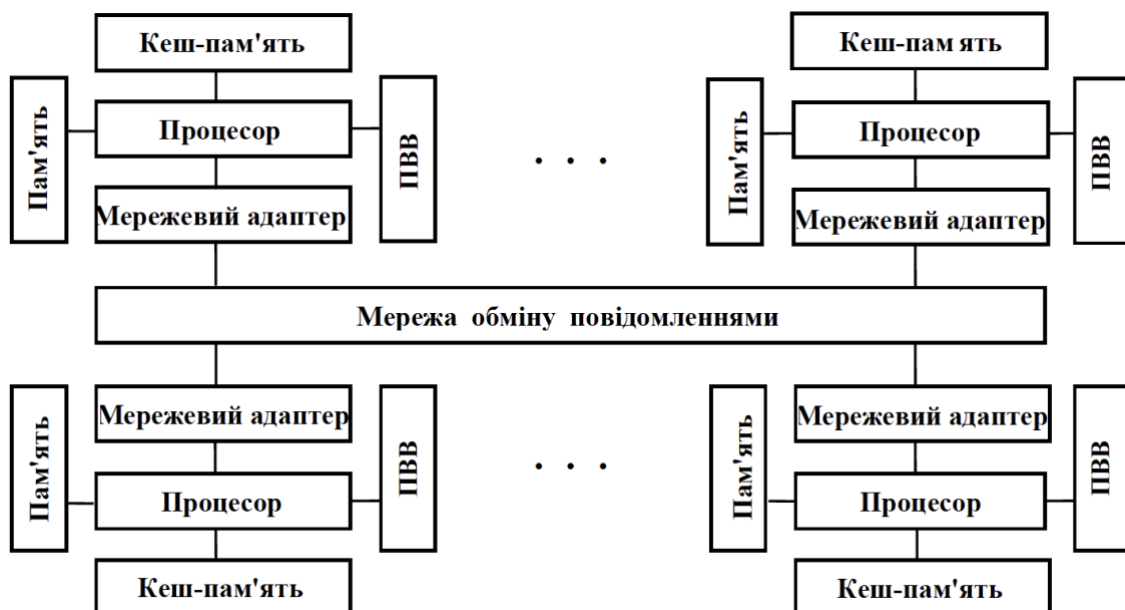 Кеш-пам'ять
Кеш-пам ять
Пам'ять
Процесор
ПВВ
Мережевий адаптер
. . .
Пам'ять
Процесор
ПВВ
Мережевий адаптер
Мережа обміну повідомленнями
Пам'ять
Мережевий адаптер
ПВВ
Процесор
Кеш-пам'ять
. . .
Пам'ять
Мережевий адаптер
ПВВ
Процесор
Кеш-пам'ять